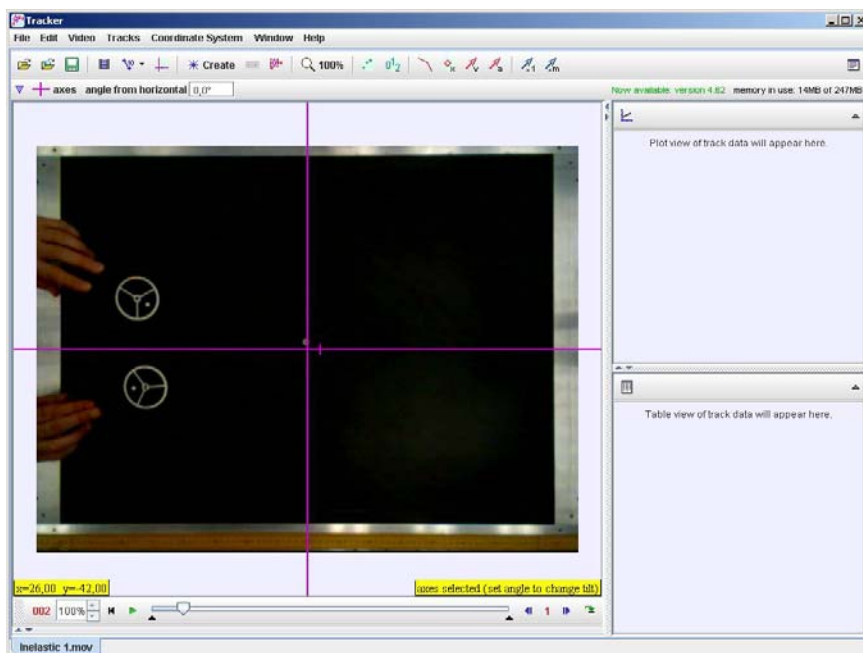 Tracker
File Edit Video Tracks Coordinate System Window Help
Create 100%
axes angle from horizontal 0,0° Now available: version 4.82 memory in use: 14MB of 247MB
Plot view of track data will appear here.
Table view of track data will appear here.
x=26,00 y=-42,00 axes selected (set angle to change tilt)
002 100% 1
Inelastic 1.mov